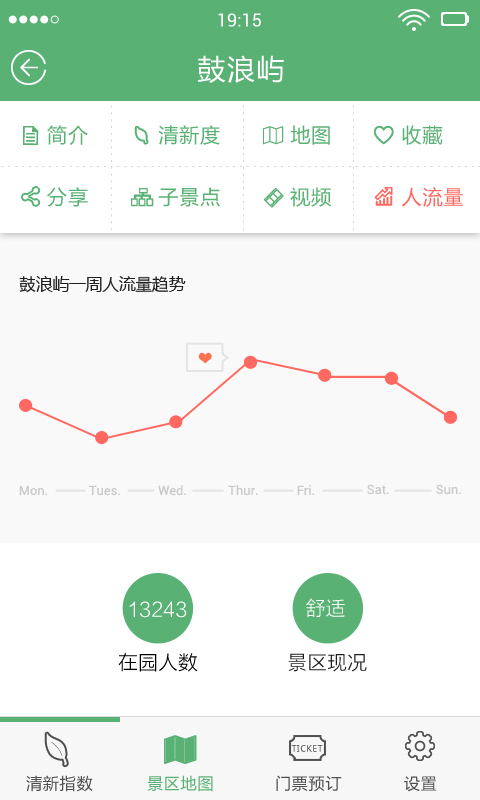 19:15
鼓浪屿
简介 清新度 地图 收藏
分享 子景点 视频 人流量
鼓浪屿一周人流量趋势
Mon. Tues. Wed. Thur. Fri. Sat. Sun.
13243 舒适
在园人数 景区现况
TICKET
清新指数 景区地图 门票预订 设置